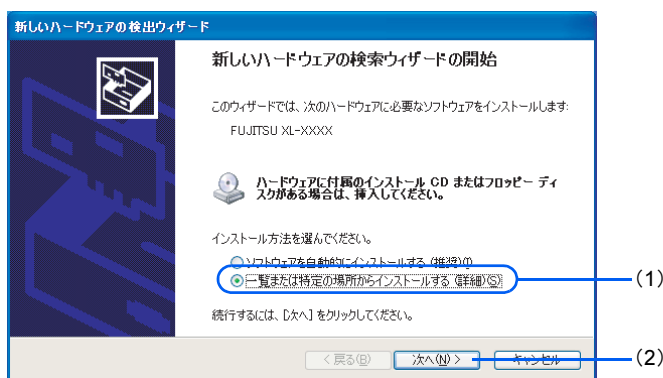 新しいハードウェアの検出ウィザード
新しいハードウェアの検索ウィザードの開始
このウィザードでは、次のハードウェアに必要なソフトウェアをインストールします:
FUJITSU XL-XXXX
ハードウェアに付属のインストール CD またはフロッピー ディ
スクがある場合は、挿入してください。
インストール方法を選んでください。
ソフトウェアを自動的にインストールする (推奨)(I)
一覧または特定の場所からインストールする (詳細)(S)
(1)
続行するには、[次へ] をクリックしてください。
< 戻る(B)
次へ(N) >
キャンセル
(2)